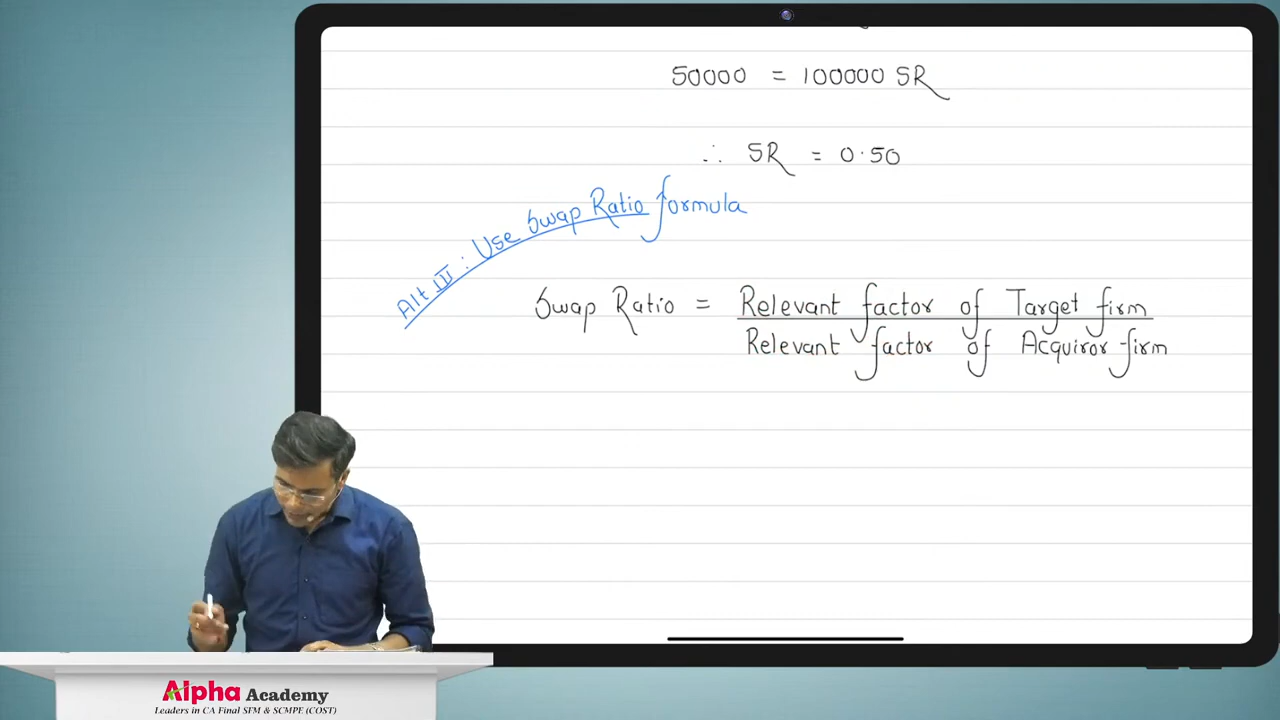 50000 = 100000 SR
∴ SR = 0.50
Alt III : Use Swap Ratio formula
Swap Ratio = Relevant factor of Target firm
Relevant factor of Acquiror firm
Alpha Academy
Leaders in CA Final SFM & SCMPE (COST)